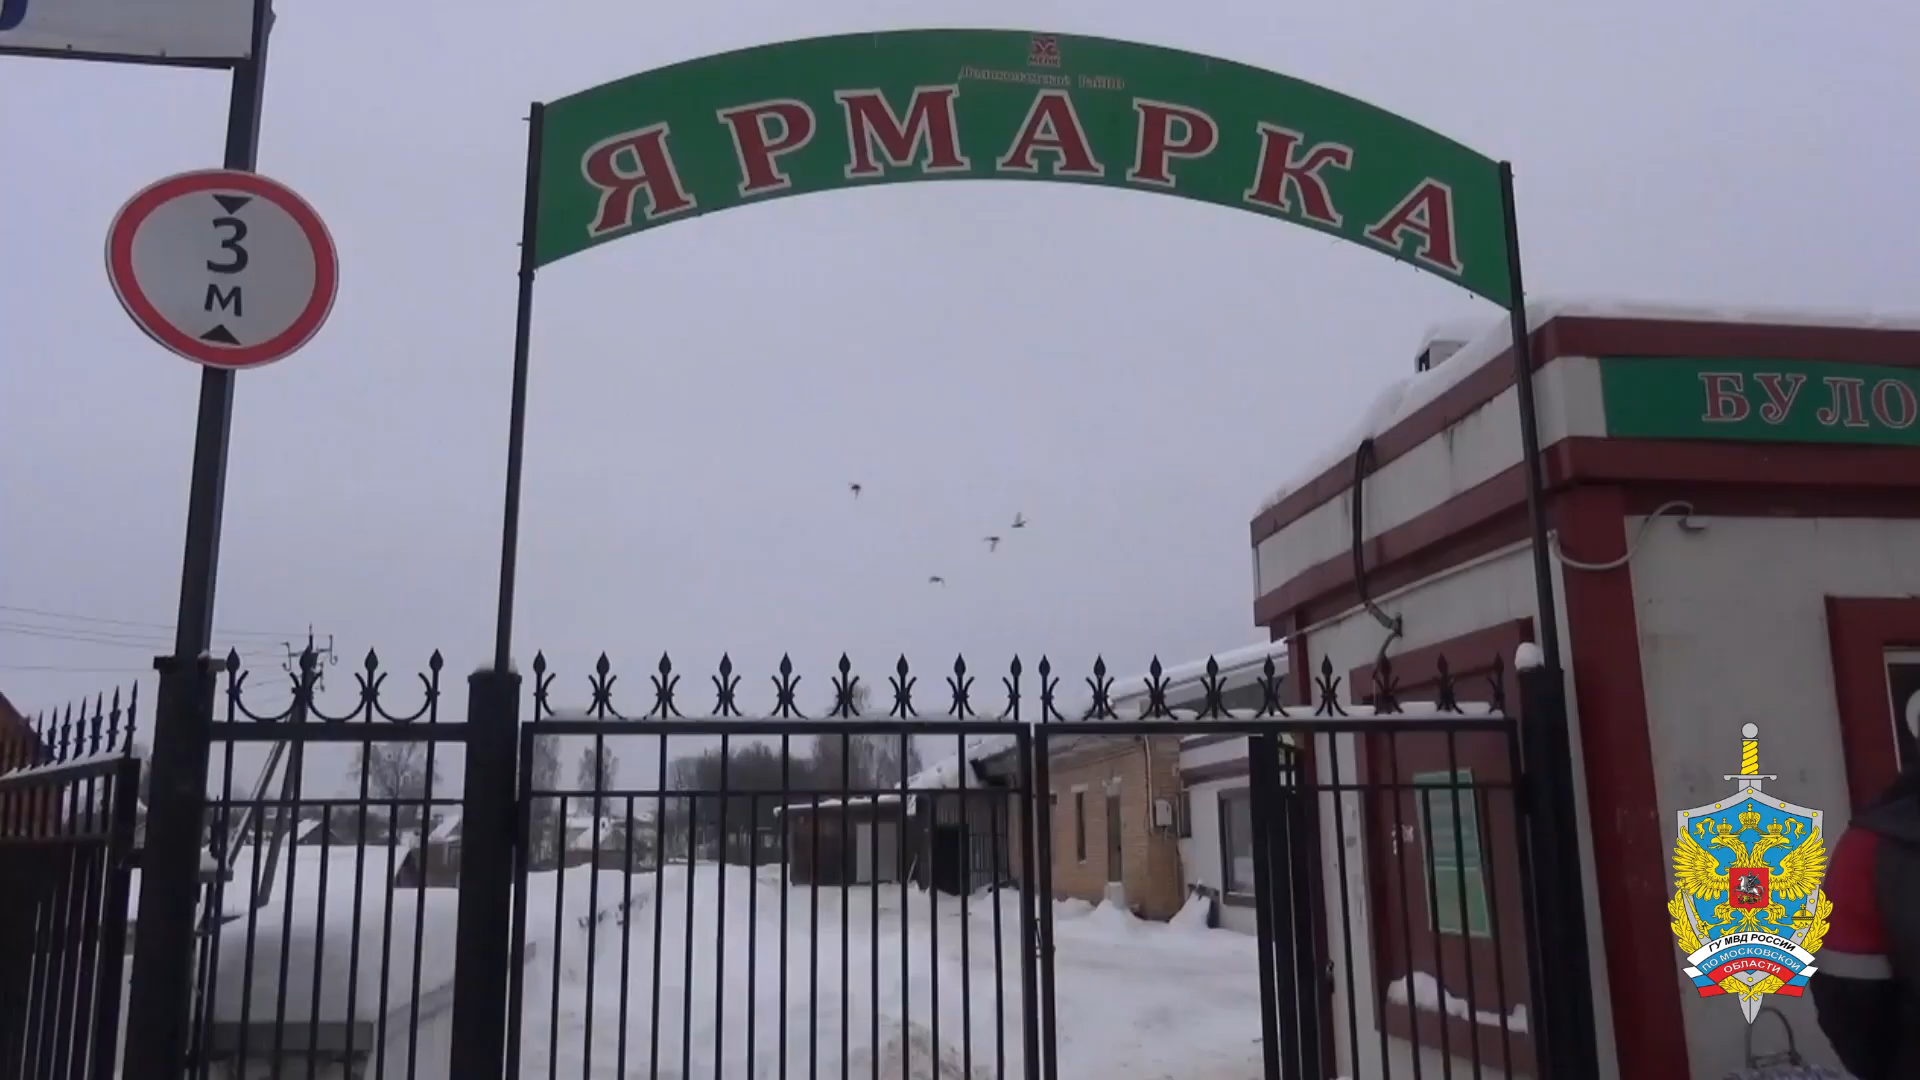 ЯРМАРКА
3
м
БУЛО
ГУ МВД РОССИИ
ПО МОСКОВСКОЙ
ОБЛАСТИ